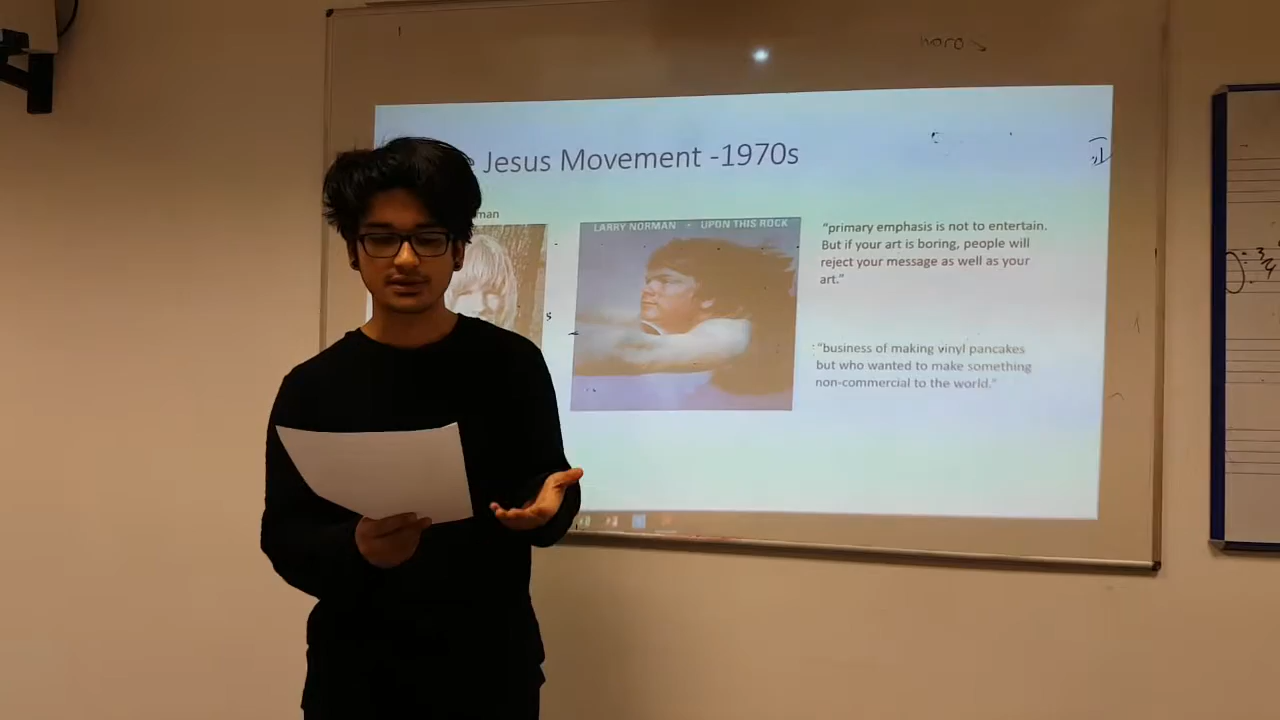 Jesus Movement -1970s
man
LARRY NORMAN • UPON THIS ROCK
"primary emphasis is not to entertain.
But if your art is boring, people will
reject your message as well as your
art."
"business of making vinyl pancakes
but who wanted to make something
non-commercial to the world."